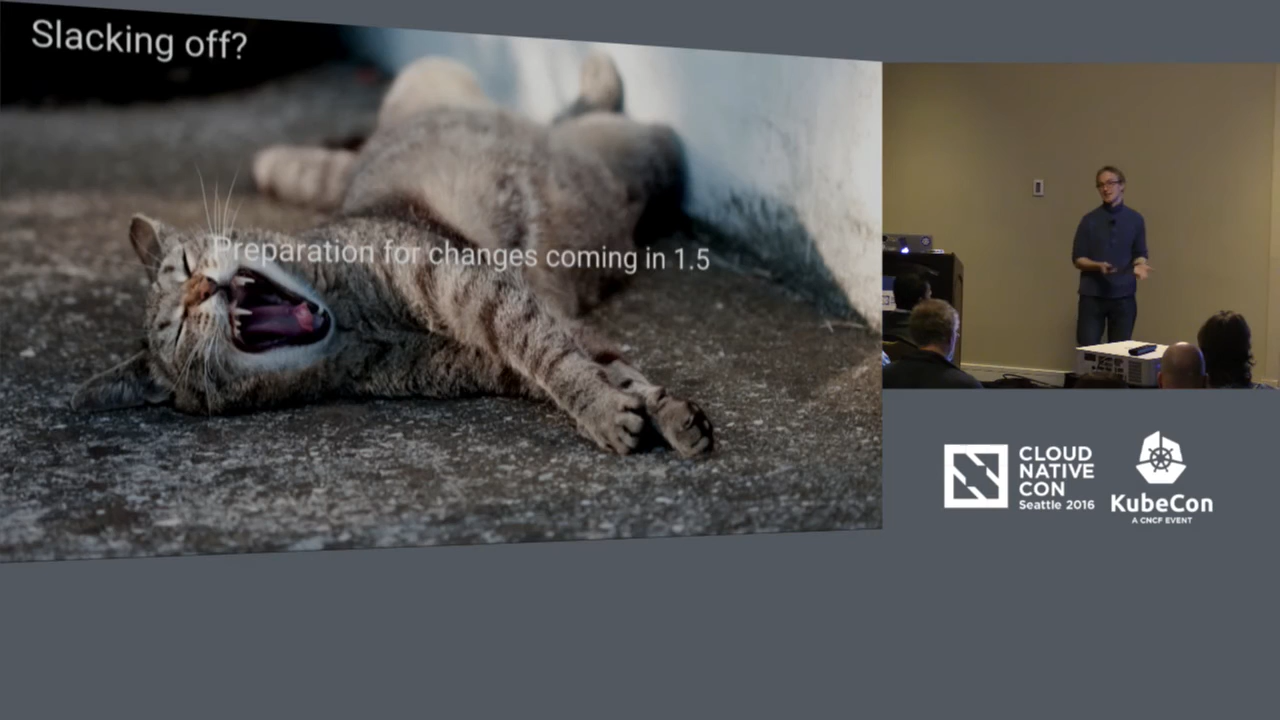 Slacking off?
Preparation for changes coming in 1.5
CLOUD
NATIVE
CON
Seattle 2016
KubeCon
A CNCF EVENT